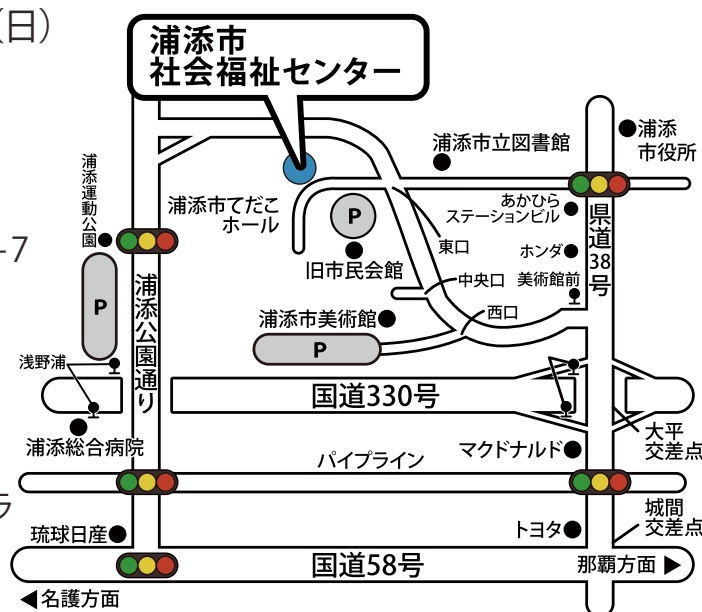 （日）
浦添市
社会福祉センター
浦添市立図書館
浦添
市役所
浦添運動公園
浦添市てだこ
ホール
P
あかひら
ステーションビル
県道38号
-7
東口
ホンダ
旧市民会館
P
浦添公園通り
中央口
美術館前
浦添市美術館
西口
P
浅野浦
国道330号
浦添総合病院
パイプライン
マクドナルド
大平
交差点
ラ
琉球日産
トヨタ
城間
交差点
国道58号
那覇方面▶
◀名護方面